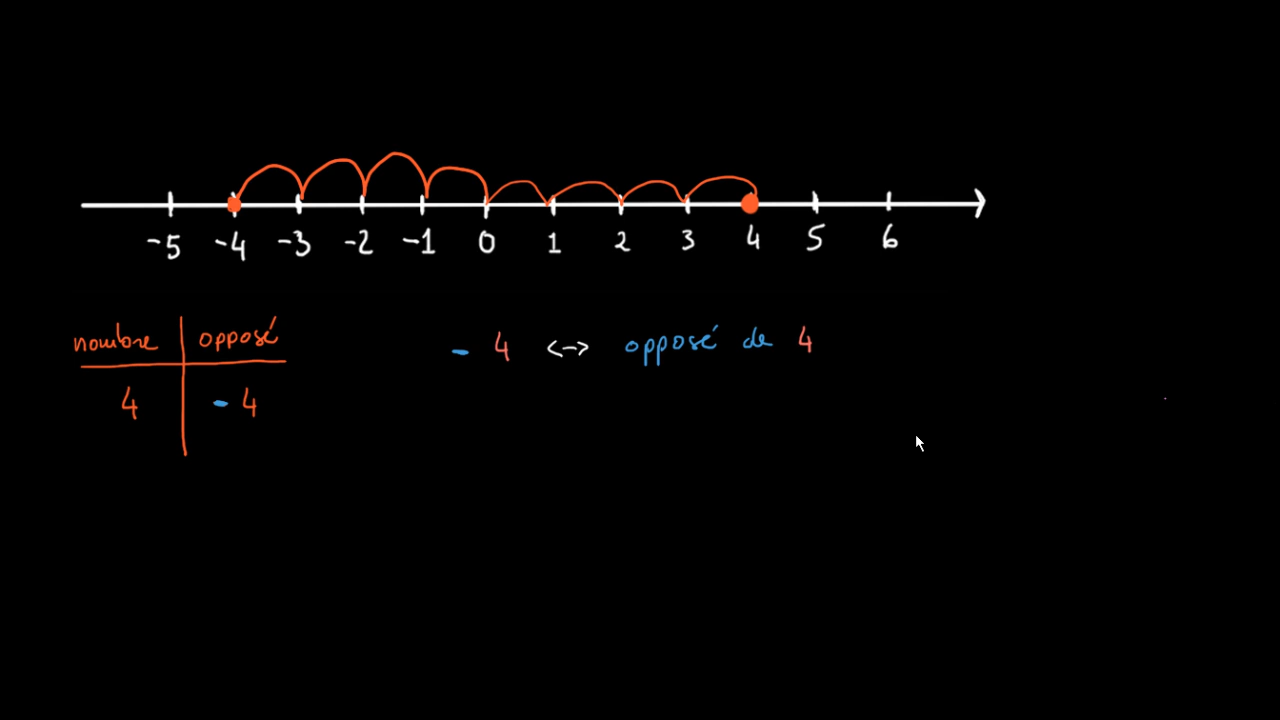 -5 -4 -3 -2 -1 0 1 2 3 4 5 6
nombre opposé
4 - 4
- 4 <-> opposé de 4